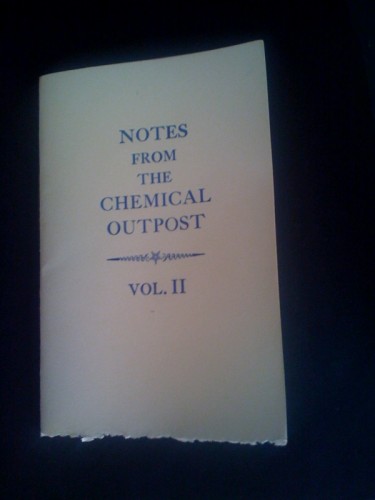 NOTES
FROM
THE
CHEMICAL
OUTPOST
VOL. II